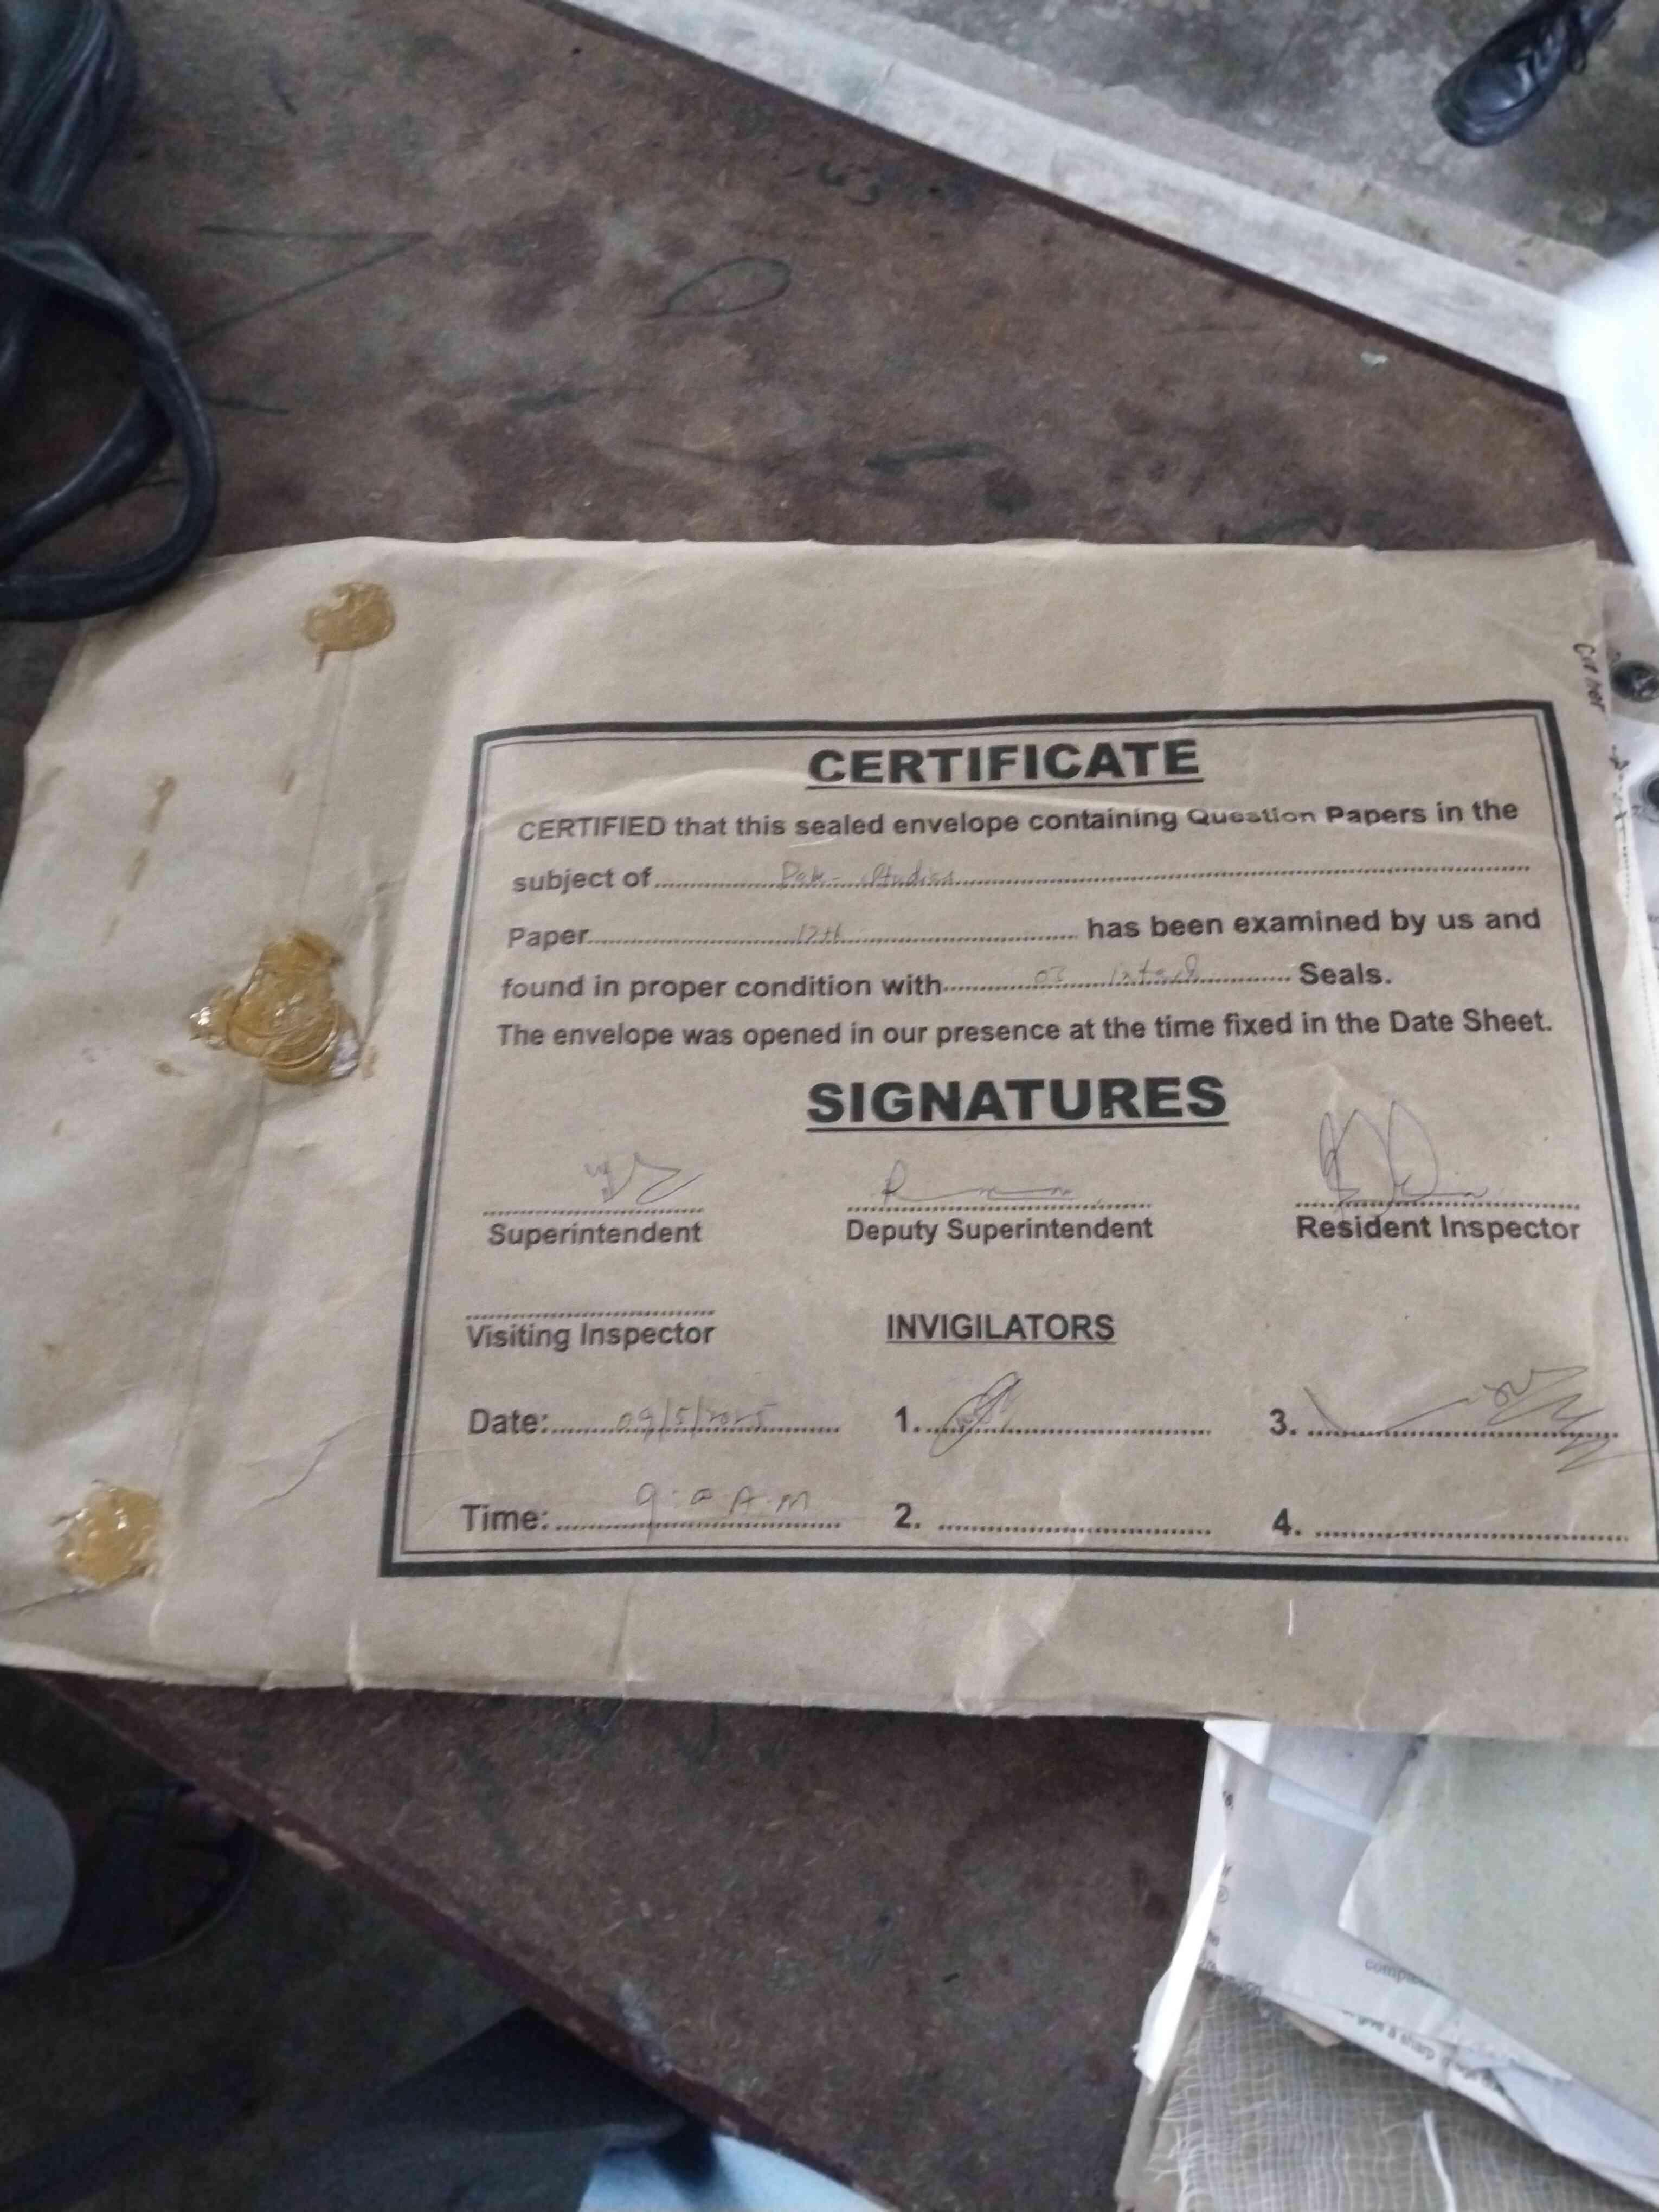 CERTIFICATE
CERTIFIED that this sealed envelope containing Question Papers in the
subject of Pak-Studies
Paper 12th has been examined by us and
found in proper condition with 03 intact Seals.
The envelope was opened in our presence at the time fixed in the Date Sheet.
SIGNATURES
Superintendent Deputy Superintendent Resident Inspector
Visiting Inspector INVIGILATORS
Date: 09/5/2025 1. 3.
Time: 9:00 A.M 2. 4.
give a sharp